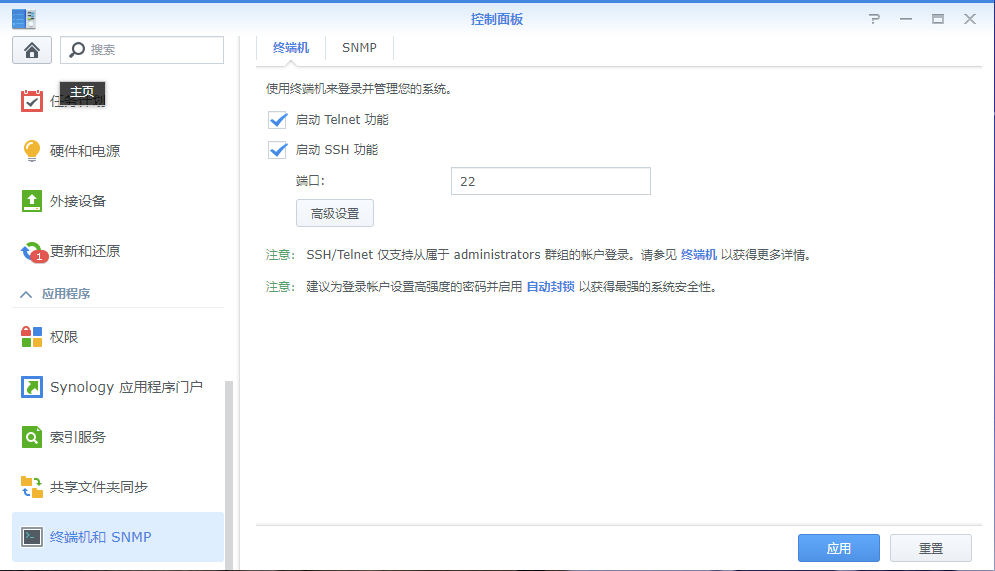 控制面板
搜索
终端机
SNMP
主页
任务计划
硬件和电源
外接设备
1
更新和还原
应用程序
权限
Synology 应用程序门户
索引服务
共享文件夹同步
终端机和 SNMP
使用终端机来登录并管理您的系统。
启动 Telnet 功能
启动 SSH 功能
端口:
22
高级设置
注意: SSH/Telnet 仅支持从属于 administrators 群组的帐户登录。请参见 终端机 以获得更多详情。
注意: 建议为登录帐户设置高强度的密码并启用 自动封锁 以获得最强的系统安全性。
应用
重置